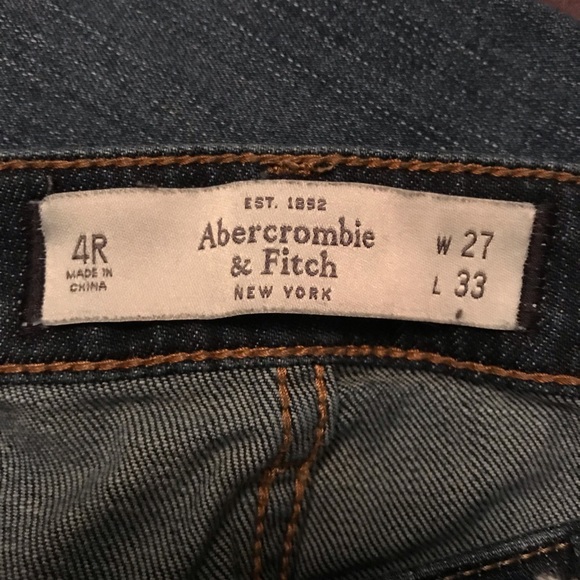 4R
MADE IN
CHINA
EST. 1892
Abercrombie
& Fitch
NEW YORK
W 27
L 33